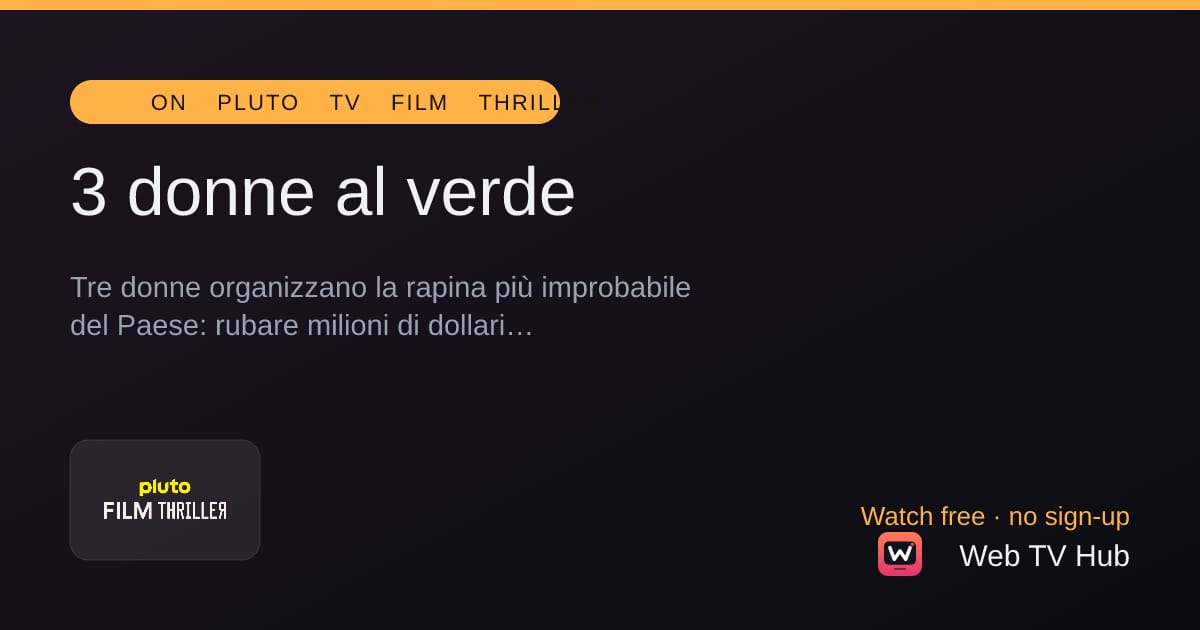 ON PLUTO TV FILM THRILLER
3 donne al verde
Tre donne organizzano la rapina più improbabile
del Paese: rubare milioni di dollari…
pluto
FILM THRILLER
Watch free · no sign-up
Web TV Hub